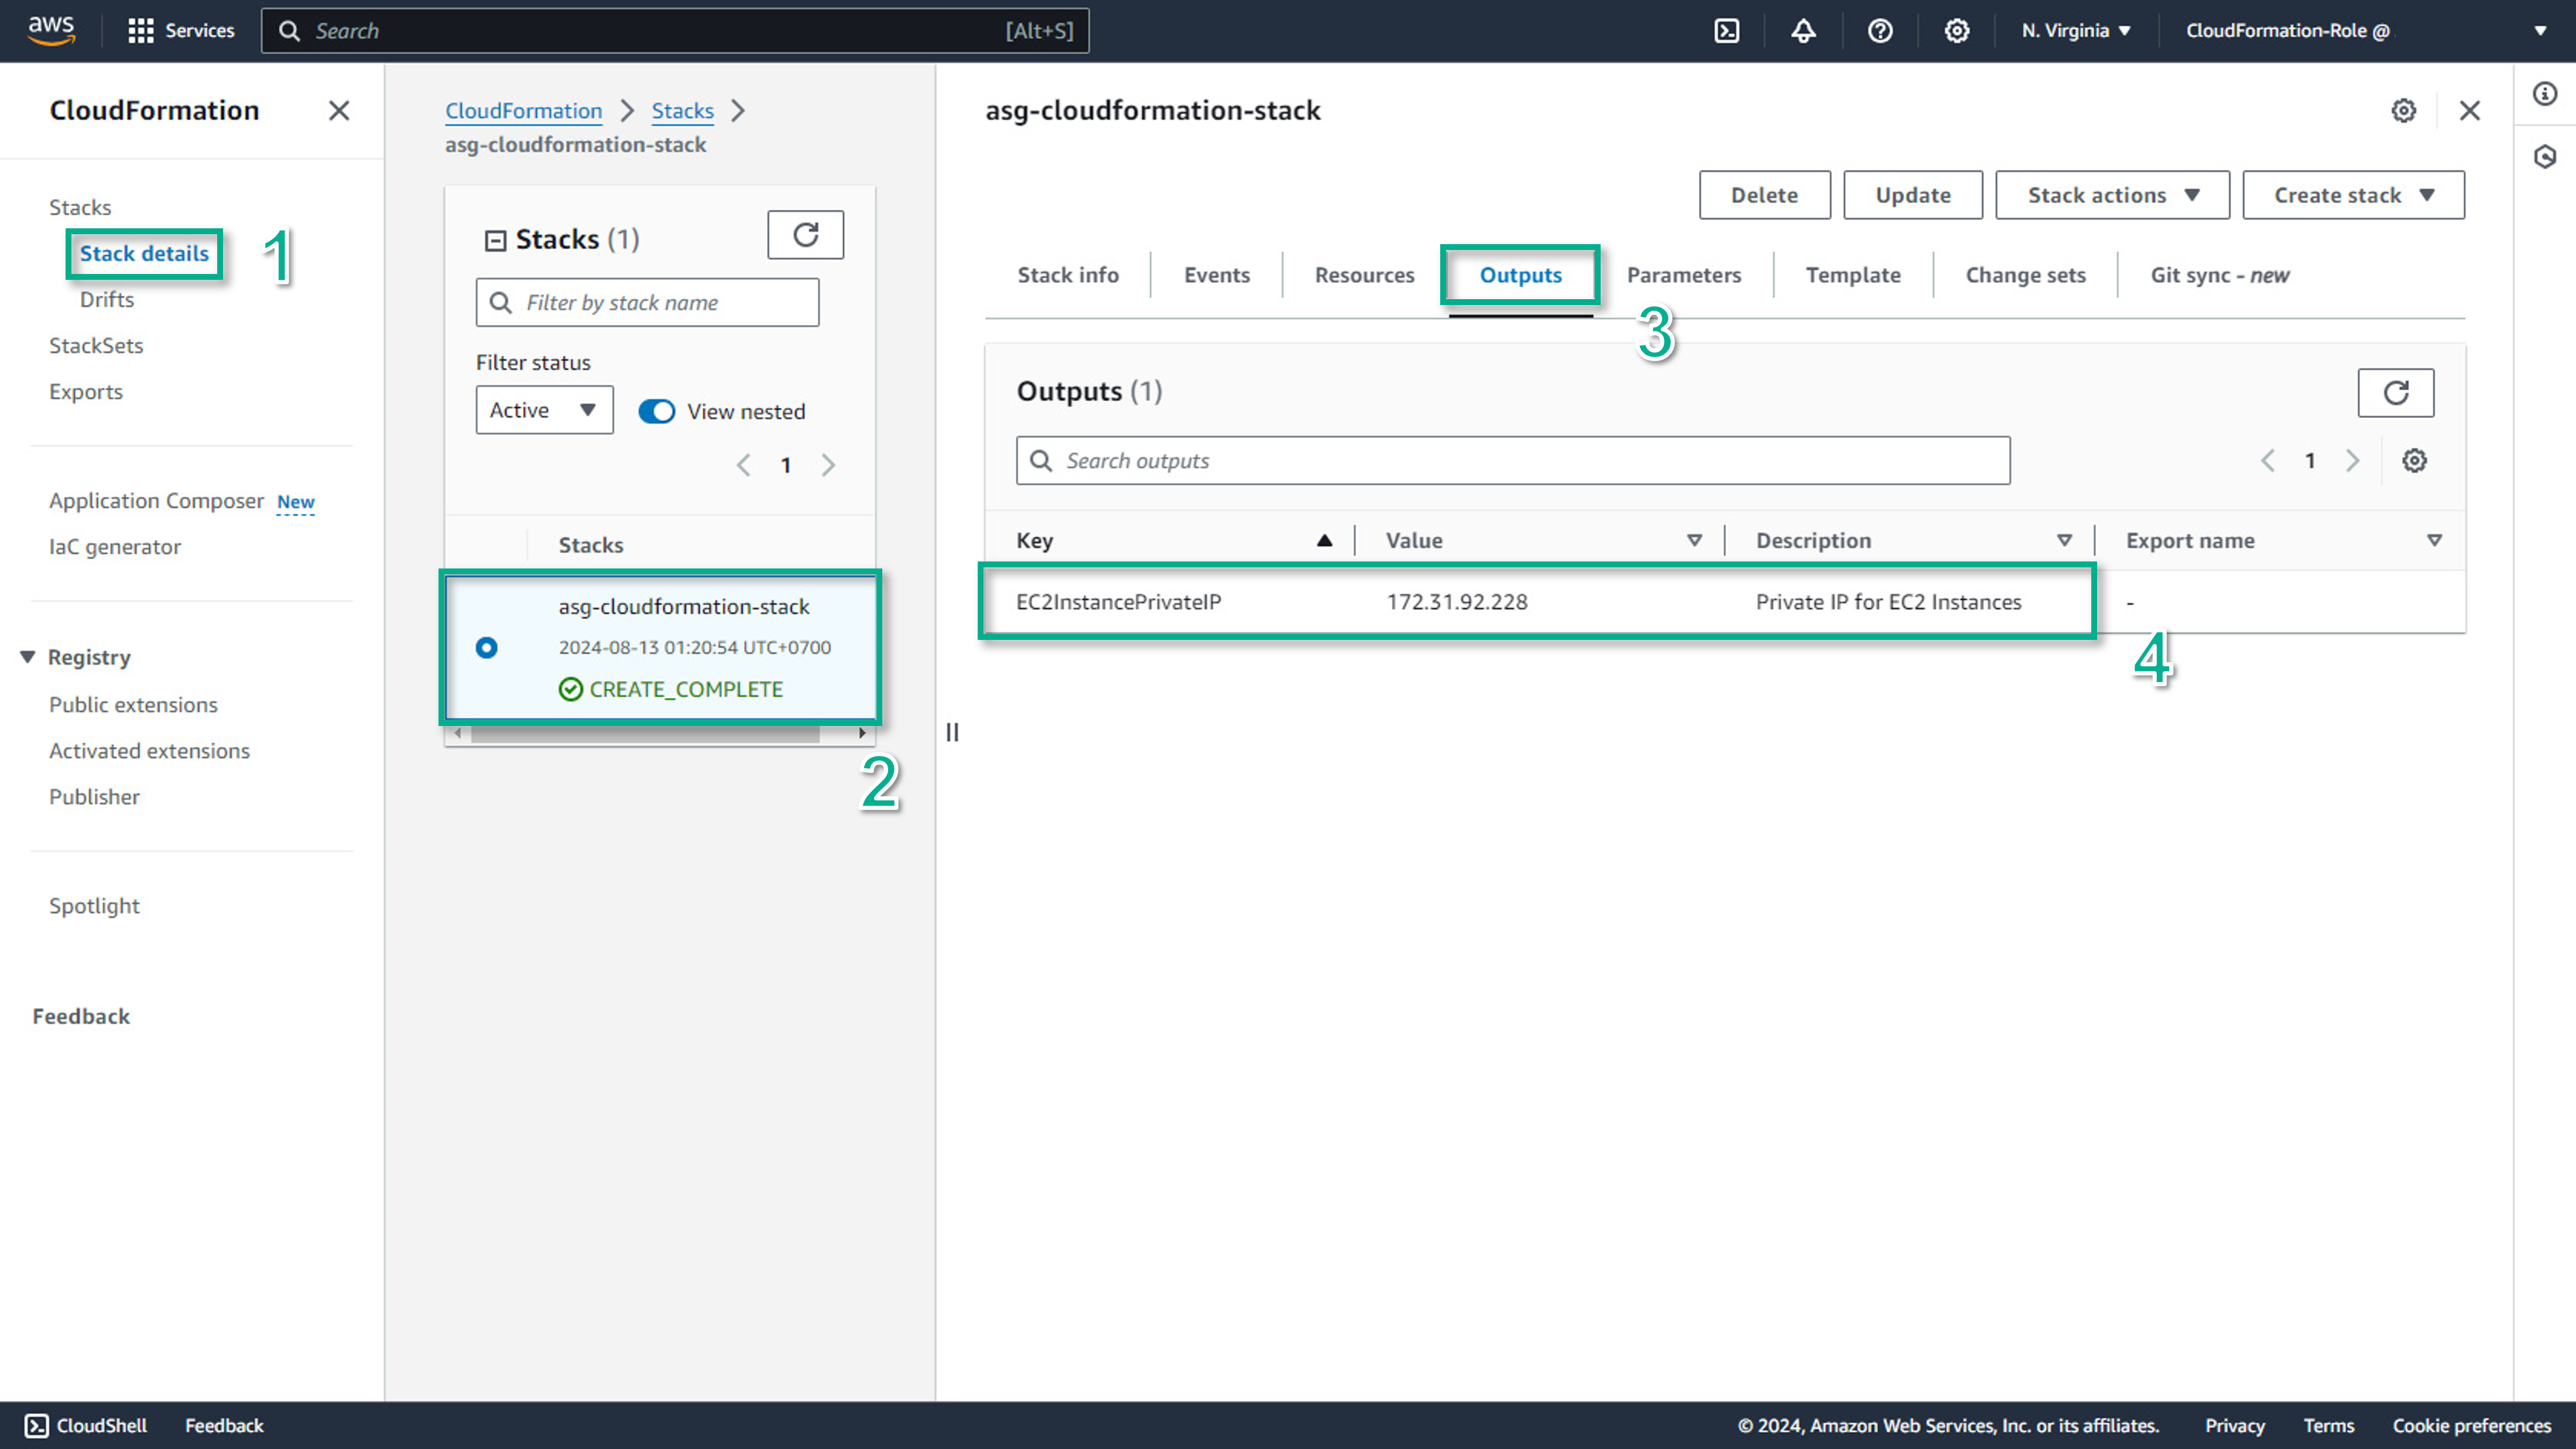 aws Services Search [Alt+S] N. Virginia CloudFormation-Role @
CloudFormation
Stacks
Stack details 1
Drifts
StackSets
Exports
Application Composer New
IaC generator
Registry
Public extensions
Activated extensions
Publisher
Spotlight
Feedback
CloudFormation Stacks
asg-cloudformation-stack
Stacks (1)
Filter by stack name
Filter status
Active View nested
1
Stacks
asg-cloudformation-stack
2024-08-13 01:20:54 UTC+0700
CREATE_COMPLETE
2
asg-cloudformation-stack
Delete Update Stack actions Create stack
Stack info Events Resources Outputs Parameters Template Change sets Git sync - new
3
Outputs (1)
Search outputs 1
Key Value Description Export name
EC2InstancePrivateIP 172.31.92.228 Private IP for EC2 Instances -
4
CloudShell Feedback © 2024, Amazon Web Services, Inc. or its affiliates. Privacy Terms Cookie preferences